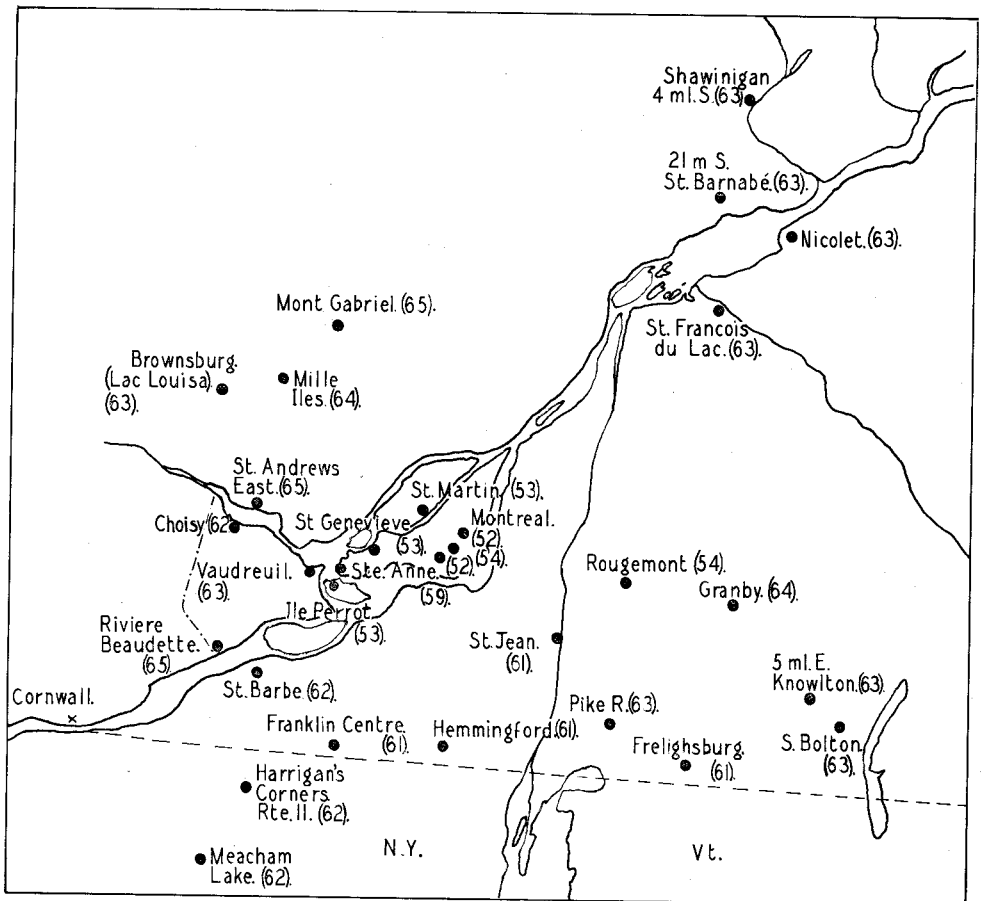 Shawinigan
4 ml.S.(63)
21 m S.
St. Barnabé.(63).
Nicolet.(63).
Mont Gabriel.(65).
St. Francois
du Lac.(63).
Brownsburg.
(Lac Louisa)
(63).
Mille
Iles.(64).
St. Andrews
East.(65).
St. Martin.(53).
Choisy(62
St Genevieve
(53).
Montreal.
(52)
(54).
Vaudreuil.
(63).
Ste. Anne.
(52).
(59).
Rougemont (54).
Granby.(64).
Ile Perrot
(53).
Riviere
Beaudette.
(65).
St. Jean.
(61).
5 ml. E.
Knowlton.(63).
Cornwall.
St. Barbe.(62).
Pike R.(63).
Franklin Centre.
(61)
Hemmingford.(61).
Frelighsburg.
(61).
S. Bolton
(63).
Harrigan's
Corners
Rte. 11. (62).
N.Y.
Vt.
Meacham
Lake.(62).